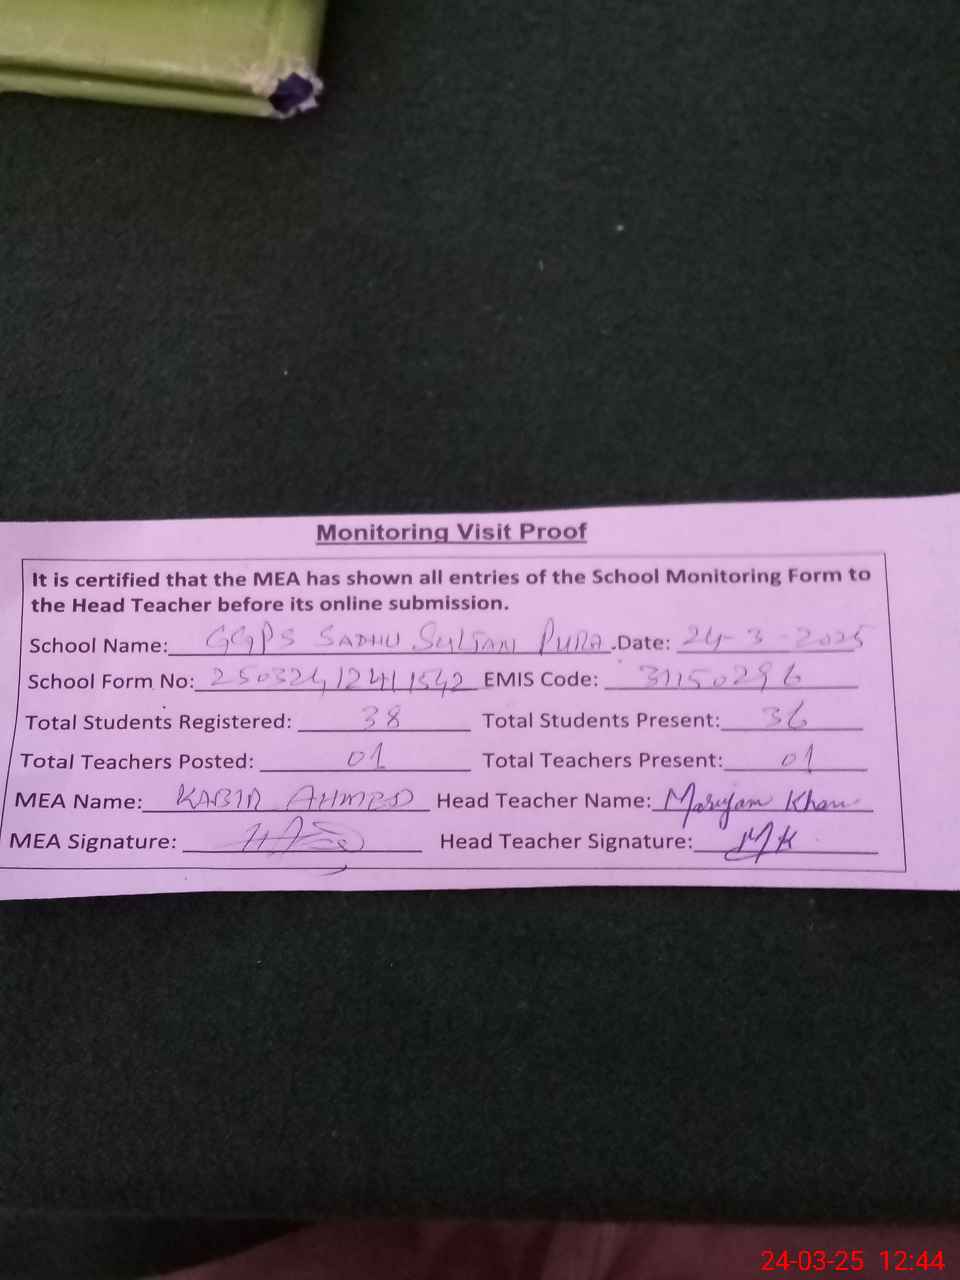 Monitoring Visit Proof
It is certified that the MEA has shown all entries of the School Monitoring Form to
the Head Teacher before its online submission.
School Name: GGPS SADHU SULTAN PURA .Date: 24-3-2025
School Form No: 250324124411542 EMIS Code: 31150296
Total Students Registered: 38 Total Students Present: 36
Total Teachers Posted: 01 Total Teachers Present: 01
MEA Name: KABIR AHMED Head Teacher Name: Maryam Khan
MEA Signature: Head Teacher Signature: MK
24-03-25 12:44